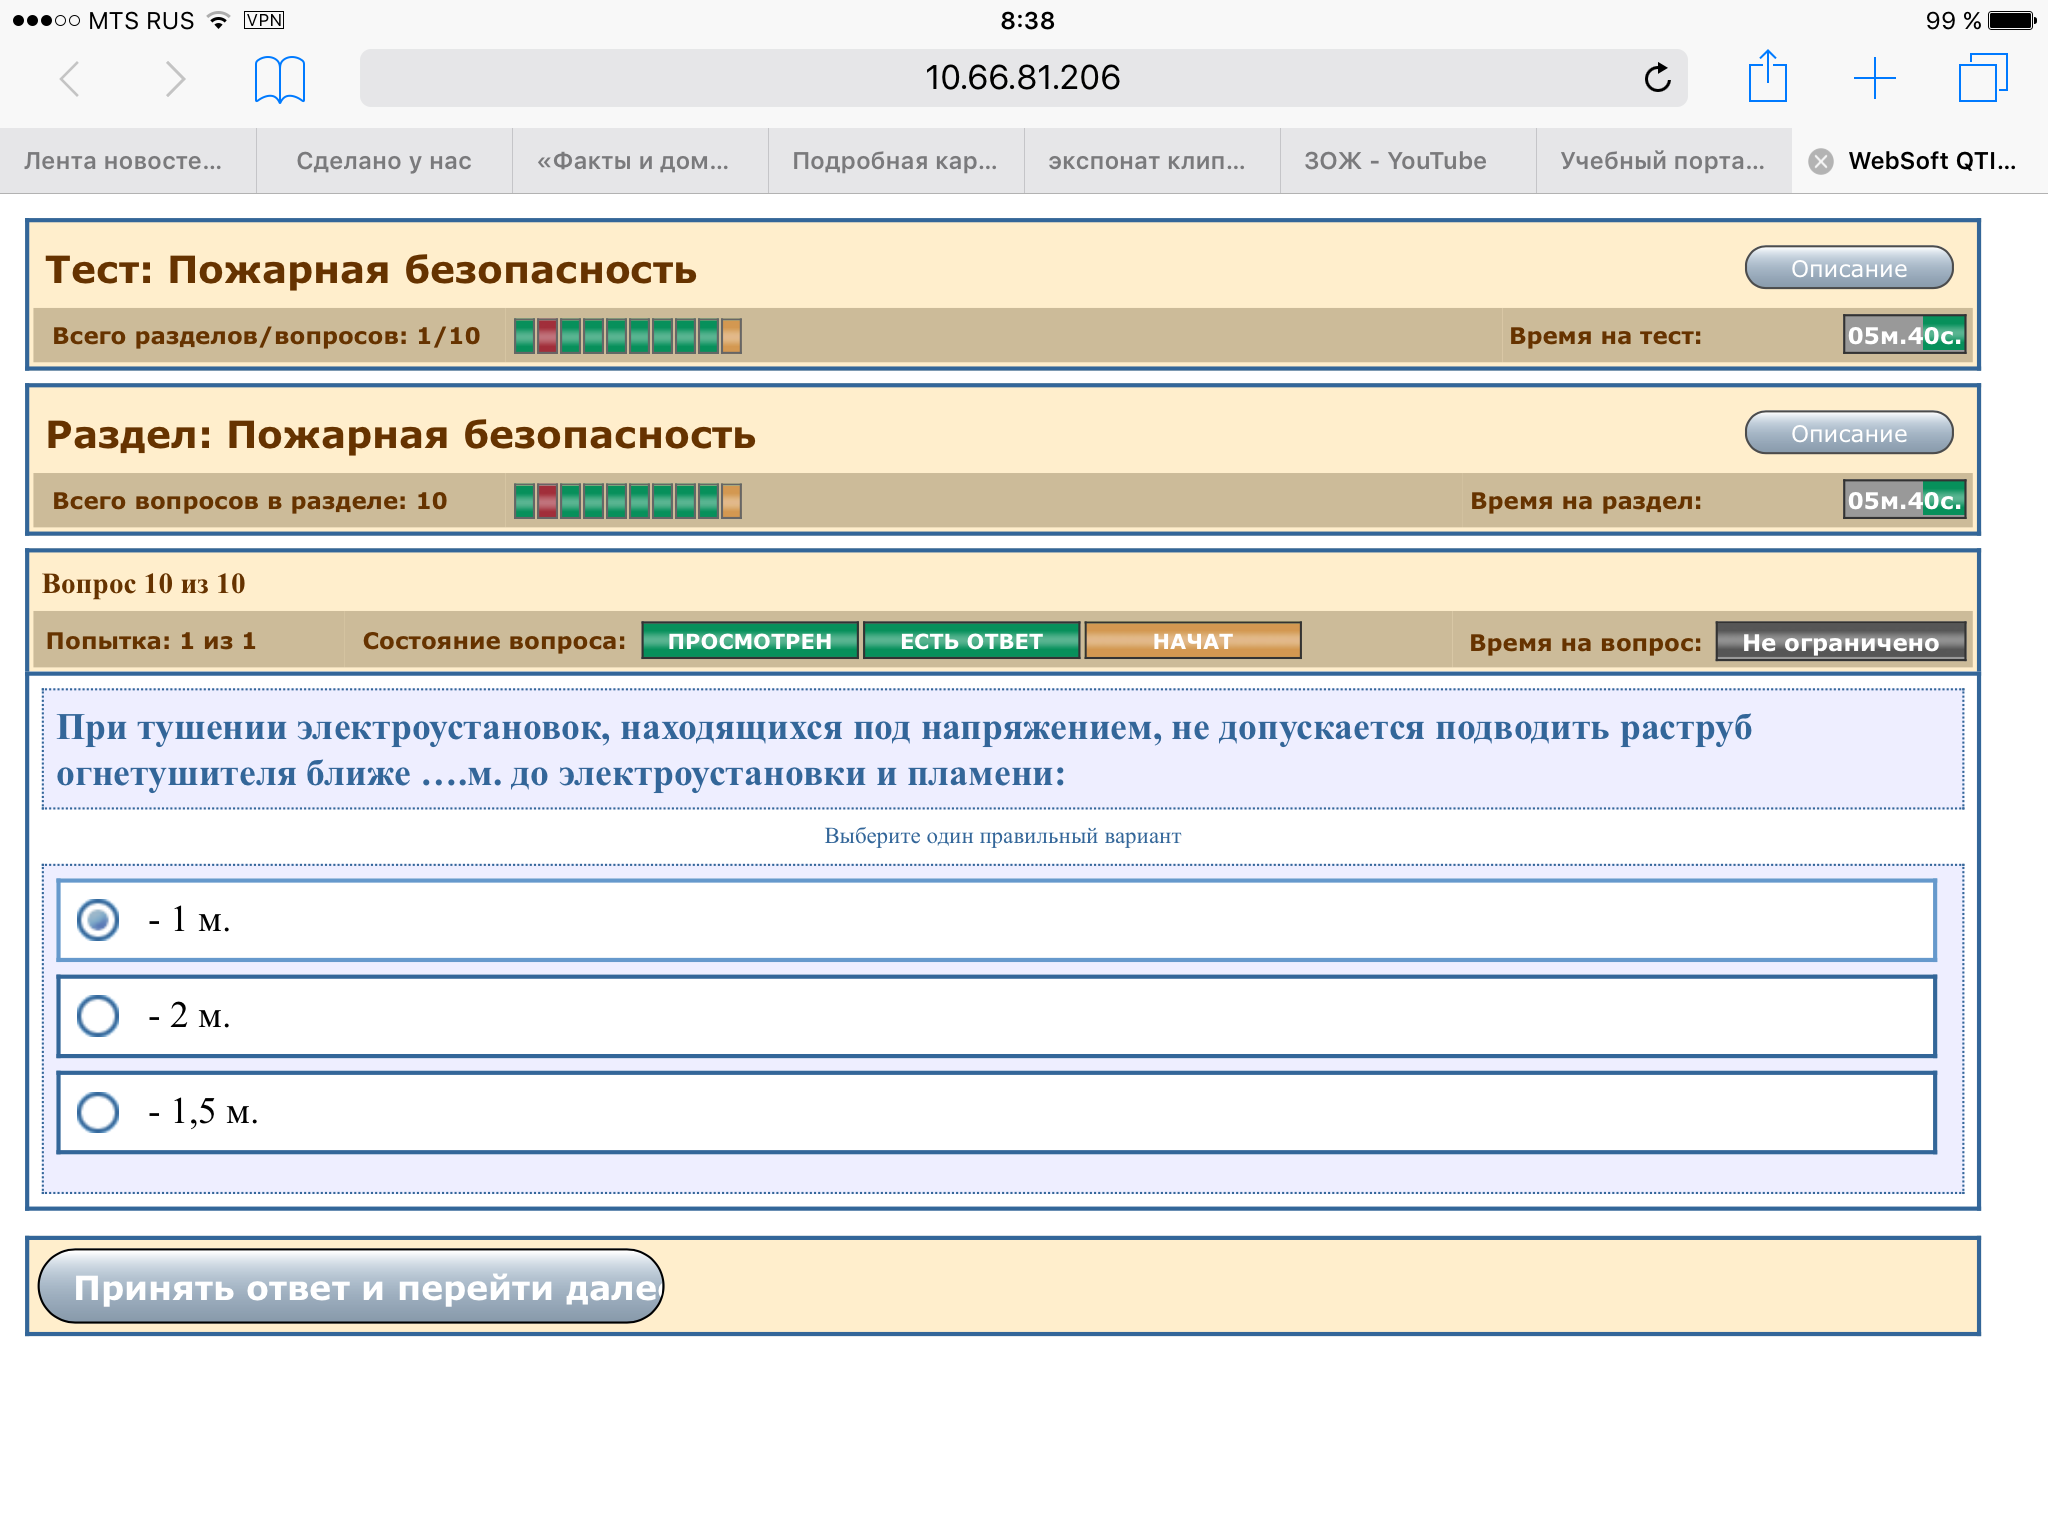 MTS RUS VPN 8:38 99 %
10.66.81.206
Лента новосте... Сделано у нас «Факты и дом... Подробная кар... экспонат клип... ЗОЖ - YouTube Учебный порта... WebSoft QTI...
Тест: Пожарная безопасность Описание
Всего разделов/вопросов: 1/10 Время на тест: 05м.40с.
Раздел: Пожарная безопасность Описание
Всего вопросов в разделе: 10 Время на раздел: 05м.40с.
Вопрос 10 из 10
Попытка: 1 из 1 Состояние вопроса: ПРОСМОТРЕН ЕСТЬ ОТВЕТ НАЧАТ Время на вопрос: Не ограничено
При тушении электроустановок, находящихся под напряжением, не допускается подводить раструб
огнетушителя ближе ….м. до электроустановки и пламени:
Выберите один правильный вариант
- 1 м.
- 2 м.
- 1,5 м.
Принять ответ и перейти дале